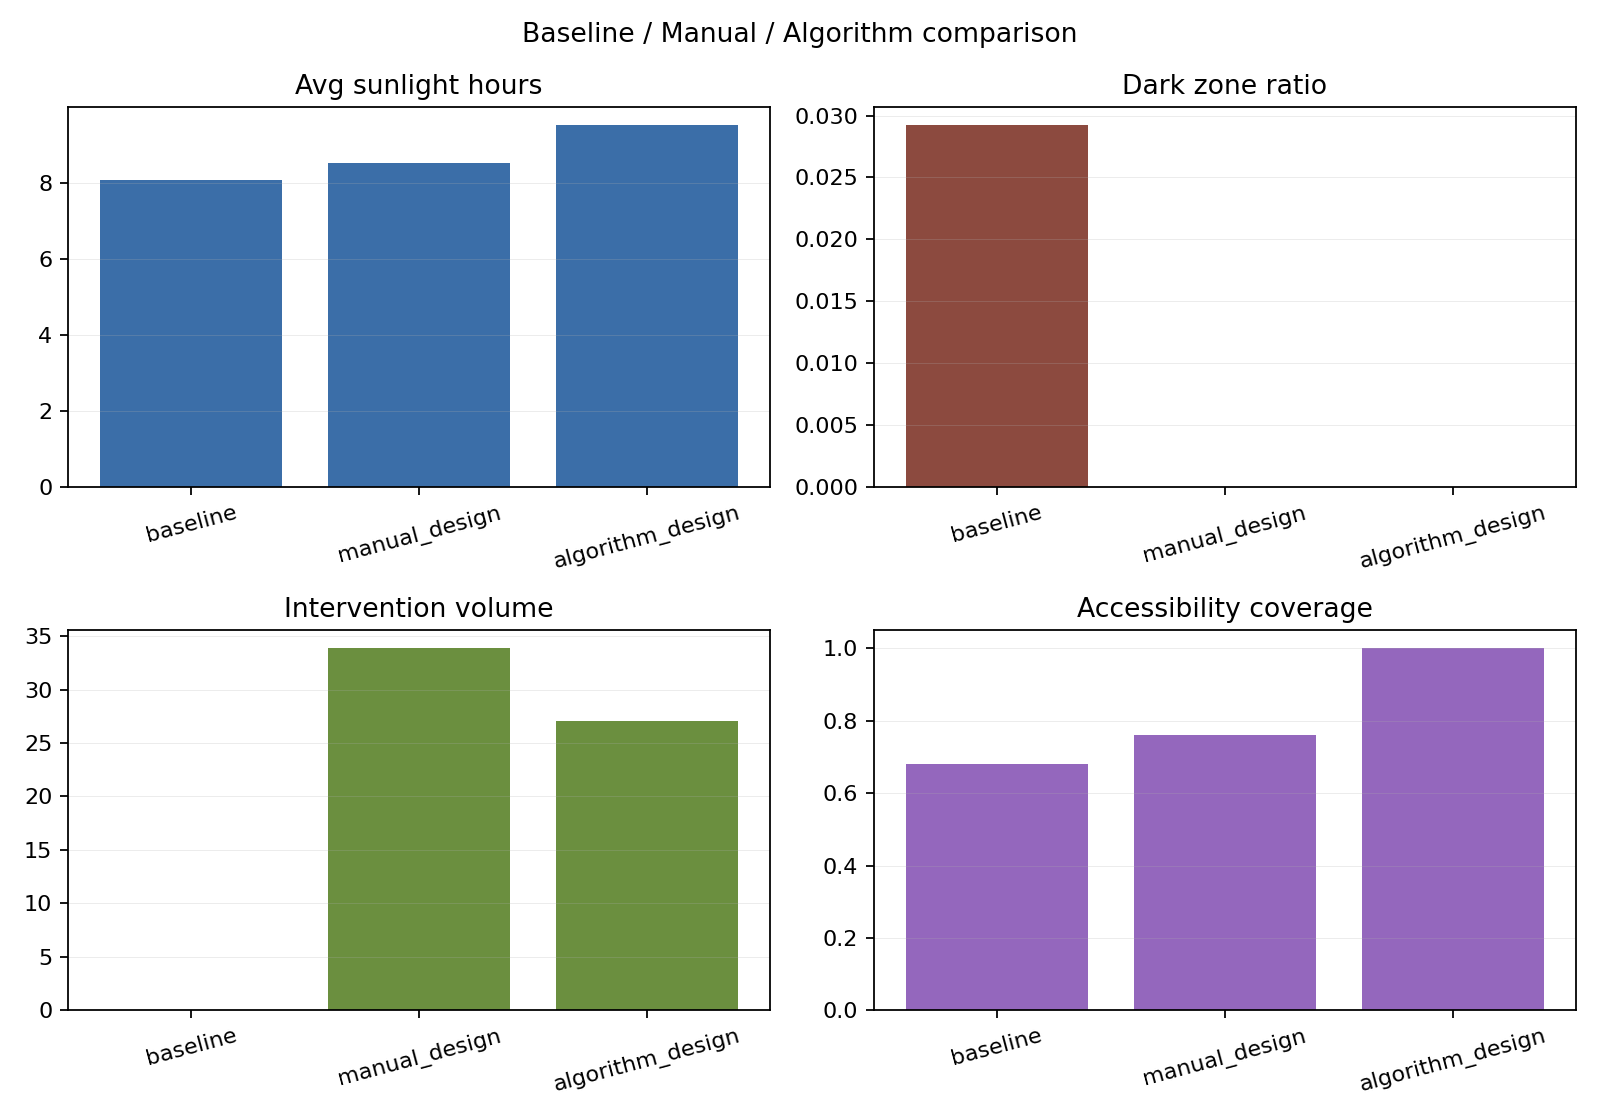 Baseline / Manual / Algorithm comparison
Avg sunlight hours
8
6
4
2
0
baseline
manual_design
algorithm_design
Dark zone ratio
0.030
0.025
0.020
0.015
0.010
0.005
0.000
baseline
manual_design
algorithm_design
Intervention volume
35
30
25
20
15
10
5
0
baseline
manual_design
algorithm_design
Accessibility coverage
1.0
0.8
0.6
0.4
0.2
0.0
baseline
manual_design
algorithm_design